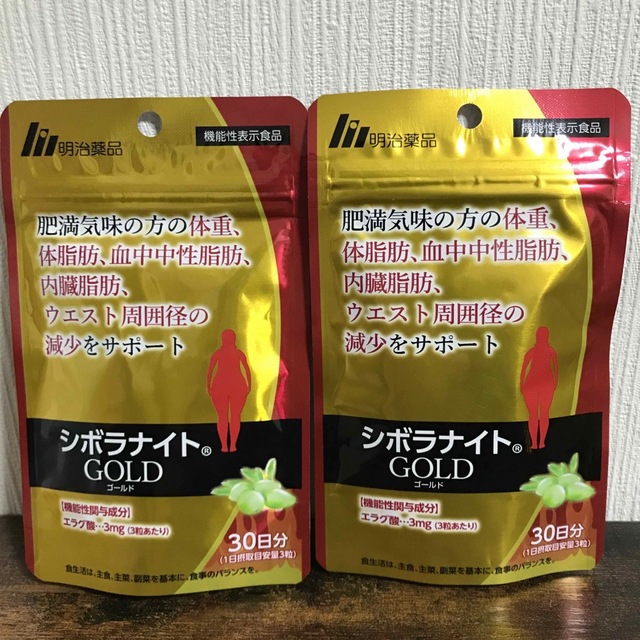 明治薬品
機能性表示食品
肥満気味の方の体重、
体脂肪、血中中性脂肪、
内臓脂肪、
ウエスト周囲径の
減少をサポート
シボラナイト®
GOLD
ゴールド
【機能性関与成分】
エラグ酸…3mg (3粒あたり)
30日分
(1日摂取目安量3粒)
食生活は、主食、主菜、副菜を基本に、食事のバランスを。
明治薬品
機能性表示食品
肥満気味の方の体重、
体脂肪、血中中性脂肪、
内臓脂肪、
ウエスト周囲径の
減少をサポート
シボラナイト®
GOLD
ゴールド
【機能性関与成分】
エラグ酸…3mg (3粒あたり)
30日分
(1日摂取目安量3粒)
食生活は、主食、主菜、副菜を基本に、食事のバランスを。